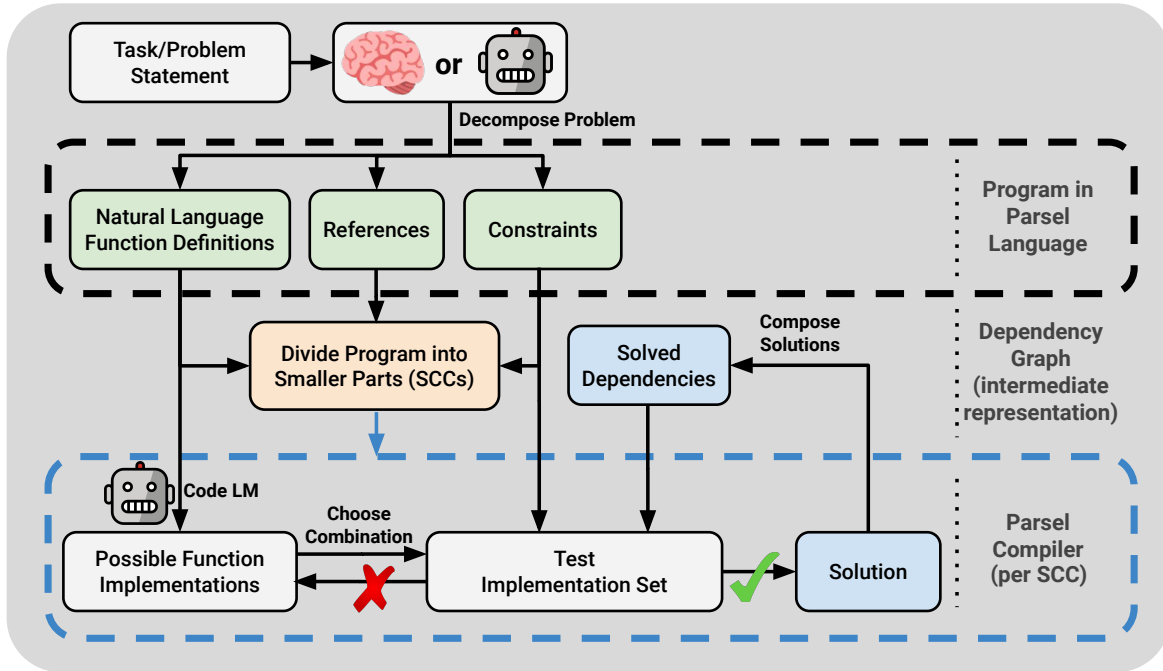 Task/Problem
Statement
or
Decompose Problem
Natural Language
Function Definitions
References
Constraints
Program in
Parsel
Language
Divide Program into
Smaller Parts (SCCs)
Solved
Dependencies
Compose
Solutions
Dependency
Graph
(intermediate
representation)
Code LM
Possible Function
Implementations
Choose
Combination
Test
Implementation Set
Solution
Parsel
Compiler
(per SCC)